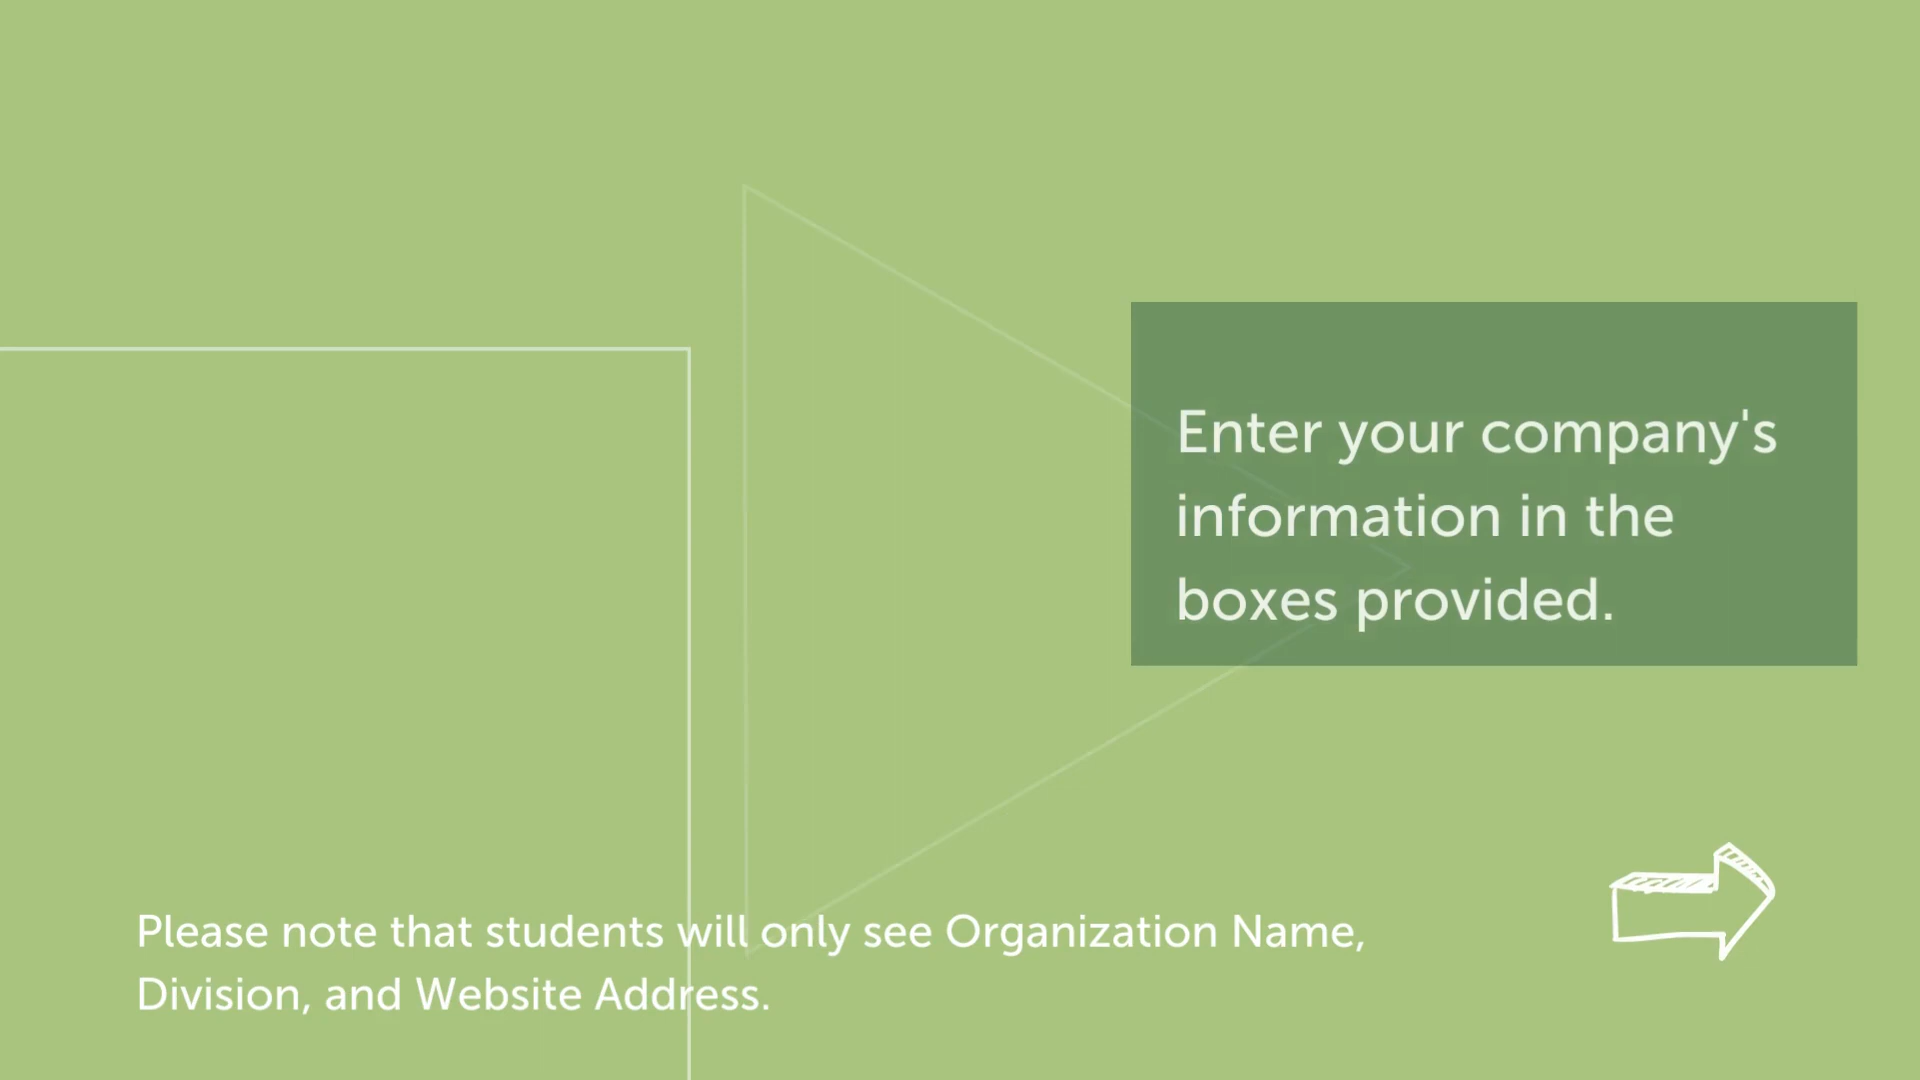 Enter your company's
information in the
boxes provided.
Please note that students will only see Organization Name,
Division, and Website Address.